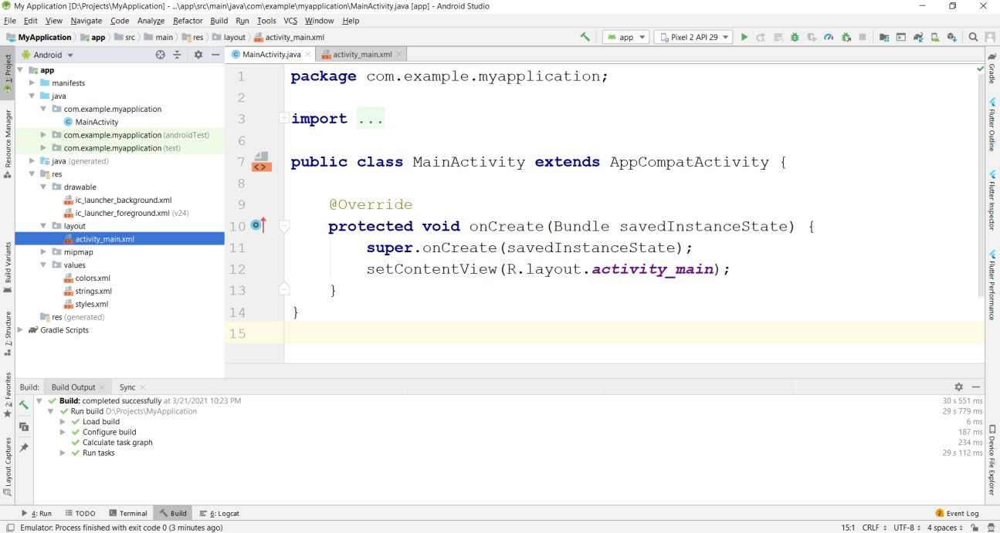 My Application [D:\Projects\MyApplication] - ...\app\src\main\java\com\example\myapplication\MainActivity.java [app] - Android Studio
File Edit View Navigate Code Analyze Refactor Build Run Tools VCS Window Help
MyApplication app src main res layout activity_main.xml app Pixel 2 API 29
1: Project
Resource Manager
Build Variants
7: Structure
2: Favorites
Layout Captures
Android
app
manifests
java
com.example.myapplication
MainActivity
com.example.myapplication (androidTest)
com.example.myapplication (test)
java (generated)
res
drawable
ic_launcher_background.xml
ic_launcher_foreground.xml (v24)
layout
activity_main.xml
mipmap
values
colors.xml
strings.xml
styles.xml
res (generated)
Gradle Scripts
MainActivity.java activity_main.xml
1 package com.example.myapplication;
2
3 import ...
6
7 public class MainActivity extends AppCompatActivity {
8
9 @Override
10 protected void onCreate(Bundle savedInstanceState) {
11 super.onCreate(savedInstanceState);
12 setContentView(R.layout.activity_main);
13 }
14 }
15
Gradle
Flutter Outline
Flutter Inspector
Flutter Performance
Device File Explorer
Build: Build Output Sync
Build: completed successfully at 3/21/2021 10:23 PM 30 s 551 ms
Run build D:\Projects\MyApplication 29 s 779 ms
Load build 6 ms
Configure build 187 ms
Calculate task graph 234 ms
Run tasks 29 s 112 ms
4: Run TODO Terminal Build 6: Logcat 2 Event Log
Emulator: Process finished with exit code 0 (3 minutes ago) 15:1 CRLF UTF-8 4 spaces